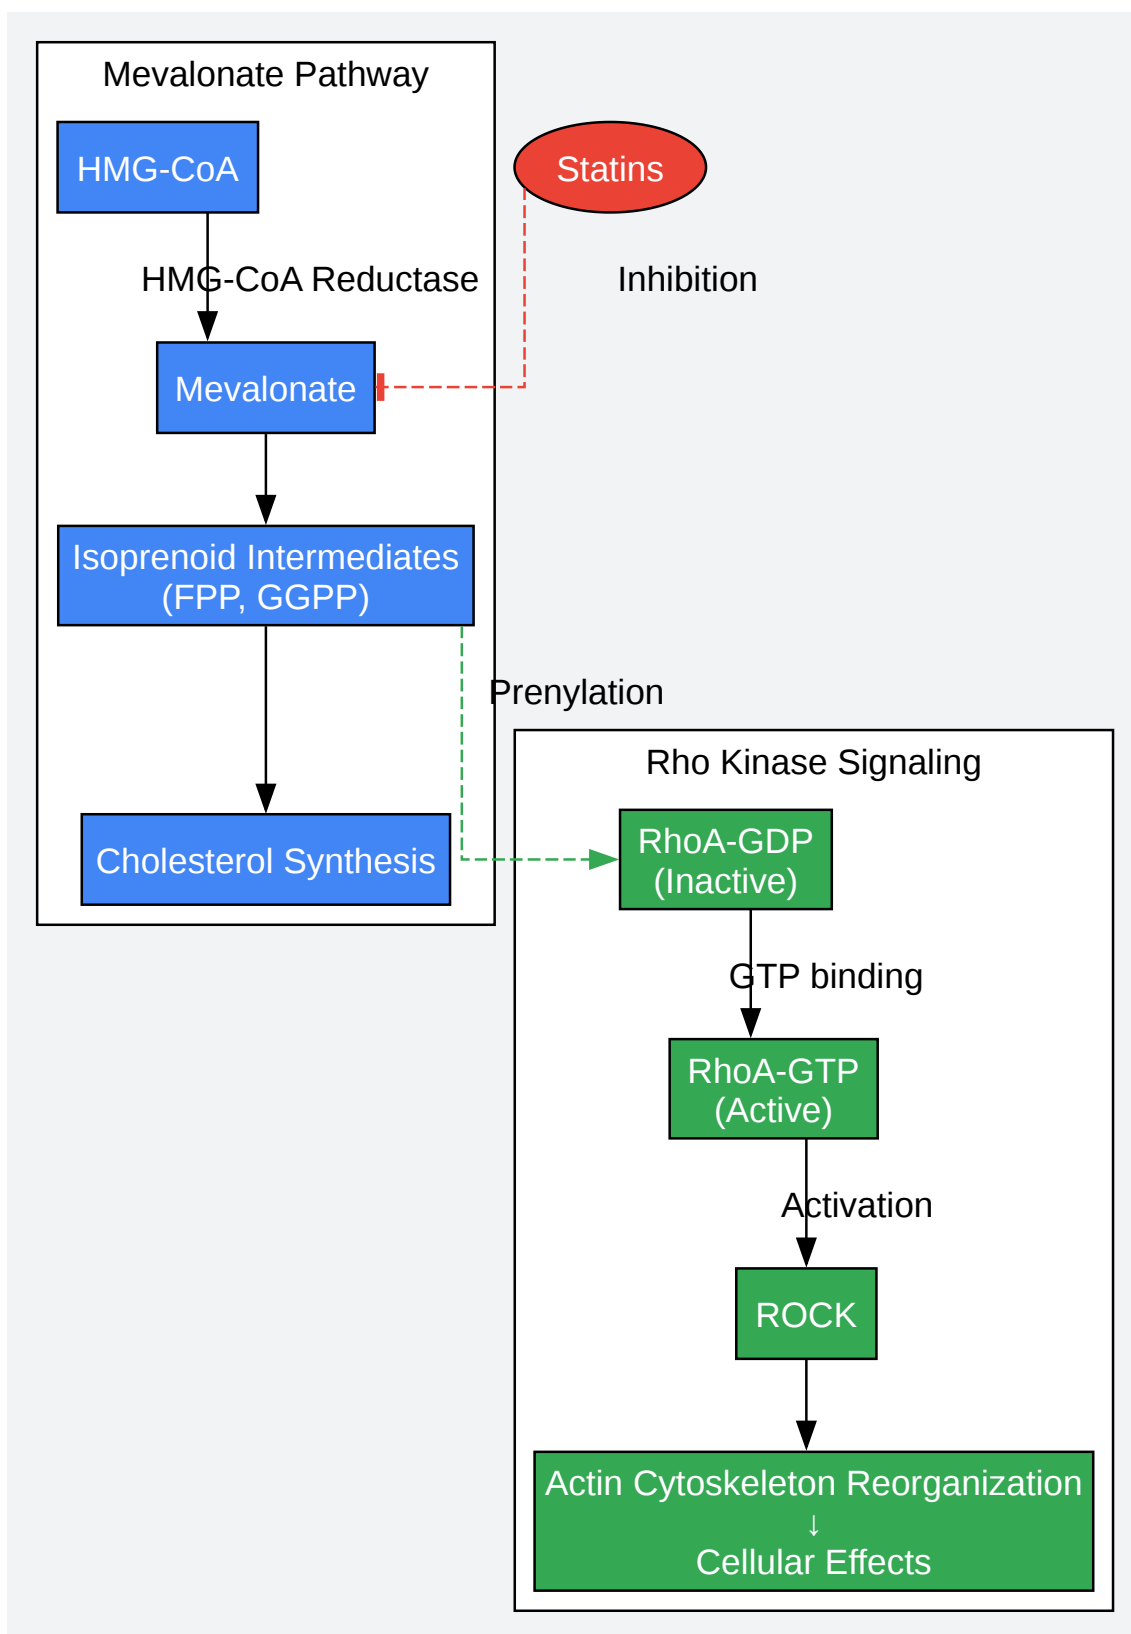 Mevalonate Pathway
HMG-CoA
Statins
HMG-CoA Reductase
Inhibition
Mevalonate
Isoprenoid Intermediates
(FPP, GGPP)
Prenylation
Rho Kinase Signaling
Cholesterol Synthesis
RhoA-GDP
(Inactive)
GTP binding
RhoA-GTP
(Active)
Activation
ROCK
Actin Cytoskeleton Reorganization
↓
Cellular Effects